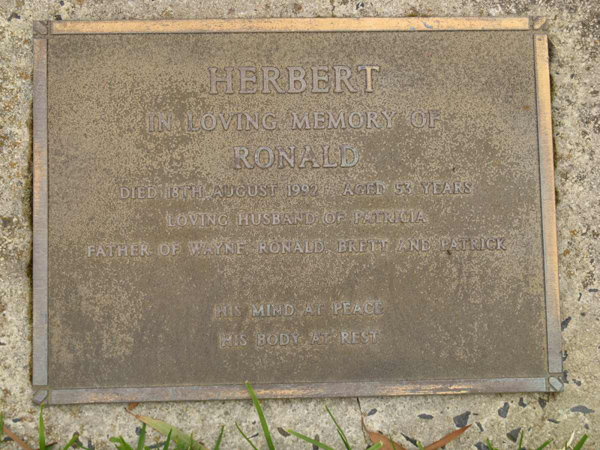 HERBERT
IN LOVING MEMORY OF
RONALD
DIED 18TH AUGUST 1992 AGED 53 YEARS
LOVING HUSBAND OF PATRICIA
FATHER OF WAYNE, RONALD, BRETT AND PATRICK
HIS MIND AT PEACE
HIS BODY AT REST